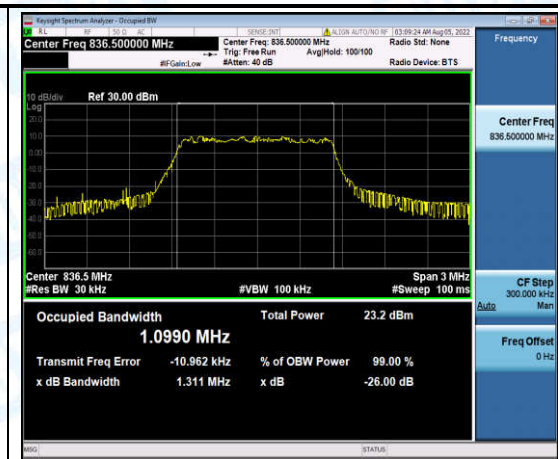 Keysight Spectrum Analyzer - Occupied BW
RL RF 50 Ω AC SENSE:INT ALIGN AUTO/NO RF 03:09:24 AM Aug 05, 2022
Center Freq 836.500000 MHz
Center Freq: 836.500000 MHz
Radio Std: None
Trig: Free Run Avg|Hold: 100/100
#IFGain:Low #Atten: 40 dB Radio Device: BTS
10 dB/div Ref 30.00 dBm
Log
20.0
10.0
0.00
10.0
20.0
30.0
40.0
50.0
60.0
Center 836.5 MHz Span 3 MHz
#Res BW 30 kHz #VBW 100 kHz #Sweep 100 ms
Occupied Bandwidth Total Power 23.2 dBm
1.0990 MHz
Transmit Freq Error -10.962 kHz % of OBW Power 99.00 %
x dB Bandwidth 1.311 MHz x dB -26.00 dB
MSG STATUS
Frequency
Center Freq
836.500000 MHz
CF Step
300.000 kHz
Auto Man
Freq Offset
0 Hz